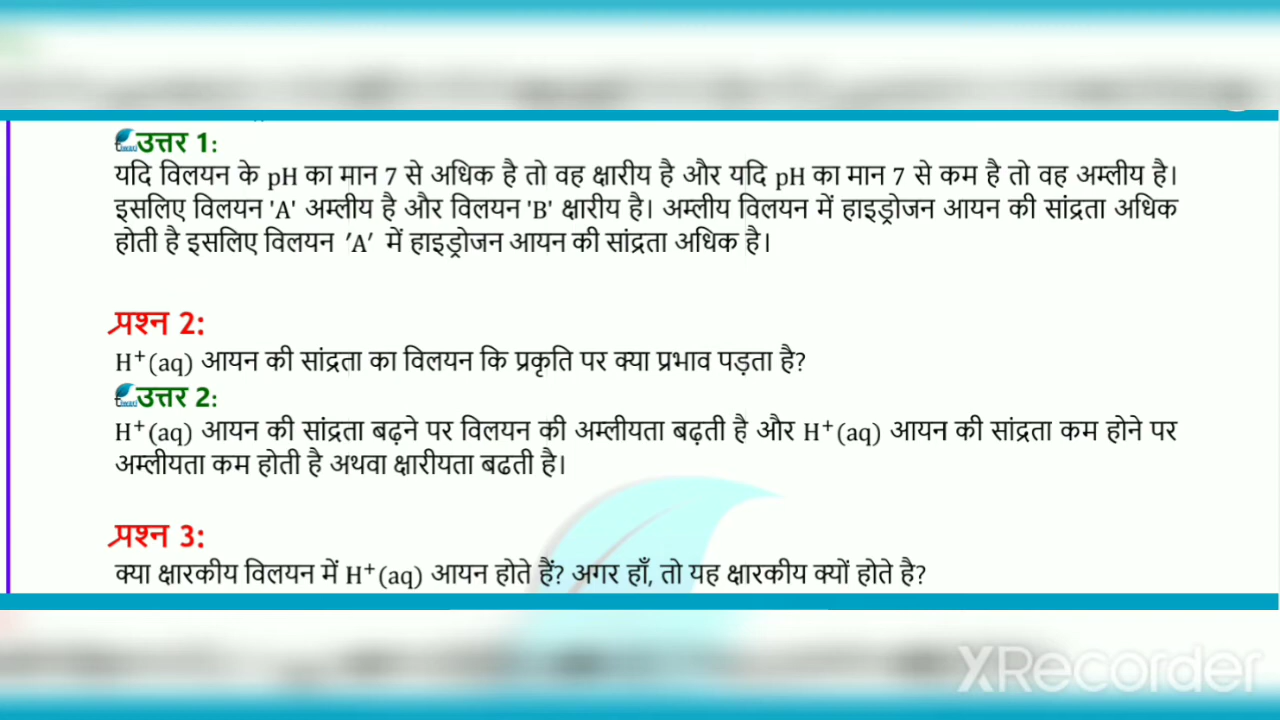 उत्तर 1:
यदि विलयन के pH का मान 7 से अधिक है तो वह क्षारीय है और यदि pH का मान 7 से कम है तो वह अम्लीय है।
इसलिए विलयन 'A' अम्लीय है और विलयन 'B' क्षारीय है। अम्लीय विलयन में हाइड्रोजन आयन की सांद्रता अधिक
होती है इसलिए विलयन ′A′ में हाइड्रोजन आयन की सांद्रता अधिक है।
प्रश्न 2:
H⁺(aq) आयन की सांद्रता का विलयन कि प्रकृति पर क्या प्रभाव पड़ता है?
उत्तर 2:
H⁺(aq) आयन की सांद्रता बढ़ने पर विलयन की अम्लीयता बढ़ती है और H⁺(aq) आयन की सांद्रता कम होने पर
अम्लीयता कम होती है अथवा क्षारीयता बढती है।
प्रश्न 3:
क्या क्षारकीय विलयन में H⁺(aq) आयन होते हैं? अगर हाँ, तो यह क्षारकीय क्यों होते है?
XRecorder